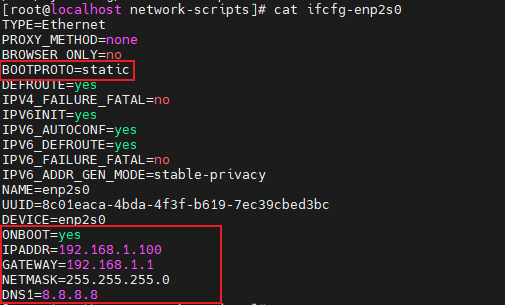 [root@localhost network-scripts]# cat ifcfg-enp2s0
TYPE=Ethernet
PROXY_METHOD=none
BROWSER_ONLY=no
BOOTPROTO=static
DEFROUTE=yes
IPV4_FAILURE_FATAL=no
IPV6INIT=yes
IPV6_AUTOCONF=yes
IPV6_DEFROUTE=yes
IPV6_FAILURE_FATAL=no
IPV6_ADDR_GEN_MODE=stable-privacy
NAME=enp2s0
UUID=8c01eaca-4bda-4f3f-b619-7ec39cbed3bc
DEVICE=enp2s0
ONBOOT=yes
IPADDR=192.168.1.100
GATEWAY=192.168.1.1
NETMASK=255.255.255.0
DNS1=8.8.8.8